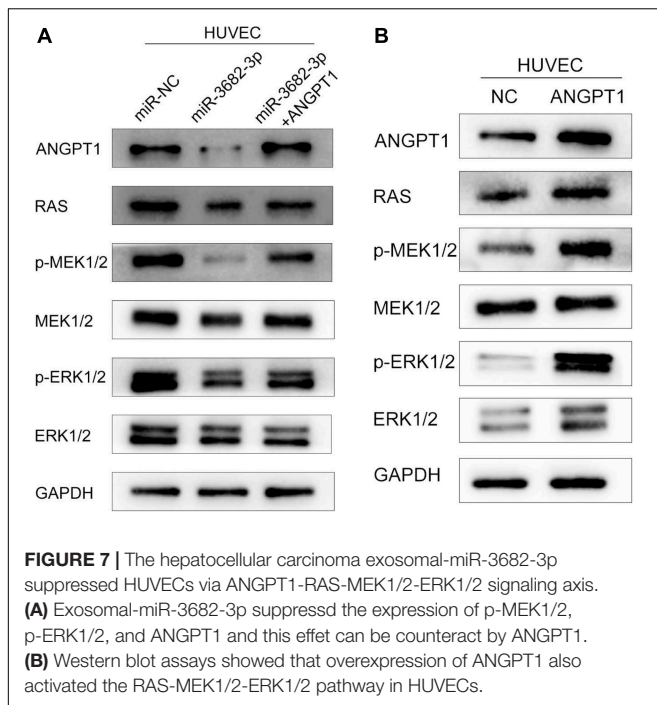 A
HUVEC
miR-NC
miR-3682-3p
miR-3682-3p
+ANGPT1
ANGPT1
RAS
p-MEK1/2
MEK1/2
p-ERK1/2
ERK1/2
GAPDH
B
HUVEC
NC ANGPT1
ANGPT1
RAS
p-MEK1/2
MEK1/2
p-ERK1/2
ERK1/2
GAPDH
FIGURE 7 | The hepatocellular carcinoma exosomal-miR-3682-3p
suppressed HUVECs via ANGPT1-RAS-MEK1/2-ERK1/2 signaling axis.
(A) Exosomal-miR-3682-3p suppressd the expression of p-MEK1/2,
p-ERK1/2, and ANGPT1 and this effet can be counteract by ANGPT1.
(B) Western blot assays showed that overexpression of ANGPT1 also
activated the RAS-MEK1/2-ERK1/2 pathway in HUVECs.